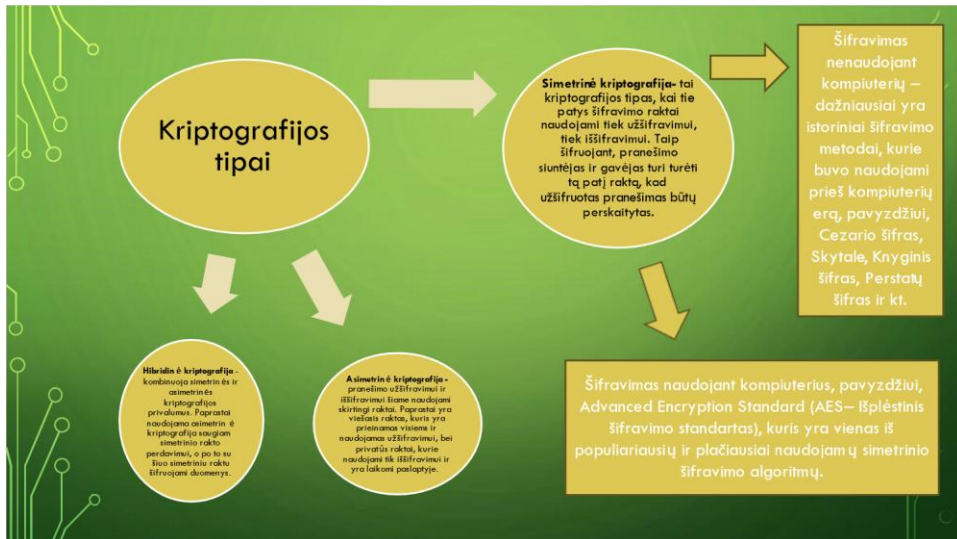 Kriptografijos
tipai
Simetrinė kriptografija- tai
kriptografijos tipas, kai tie
patys šifravimo raktai
naudojami tiek užšifravimui,
tiek iššifravimui. Taip
šifruojant, pranešimo
siuntėjas ir gavėjas turi turėti
tą patį raktą, kad
užšifruotas pranešimas būtų
perskaitytas.
Šifravimas
nenaudojant
kompiuterių –
dažniausiai yra
istoriniai šifravimo
metodai, kurie
buvo naudojami
prieš kompiuterių
erą, pavyzdžiui,
Cezario šifras,
Skytale, Knyginis
šifras, Perstatų
šifras ir kt.
Hibridinė kriptografija -
kombinuoja simetrinės ir
asimetrinės
kriptografijos
privalumus. Paprastai
naudojama asimetrin ė
kriptografija saugiam
simetrinio rakto
perdavimui, o po to su
šiuo simetriniu raktu
šifruojami duomenys.
Asimetrinė kriptografija -
pranešimo užšifravimui ir
iššifravimui šiame naudojami
skirtingi raktai. Paprastai yra
viešasis raktas, kuris yra
prieinamas visiems ir
naudojamas užšifravimui, bei
privatūs raktai, kurie
naudojami tik iššifravimui ir
yra laikomi paslaptyje.
Šifravimas naudojant kompiuterius, pavyzdžiui,
Advanced Encryption Standard (AES– Išplėstinis
šifravimo standartas), kuris yra vienas iš
populiariausių ir plačiausiai naudojamų simetrinio
šifravimo algoritmų.